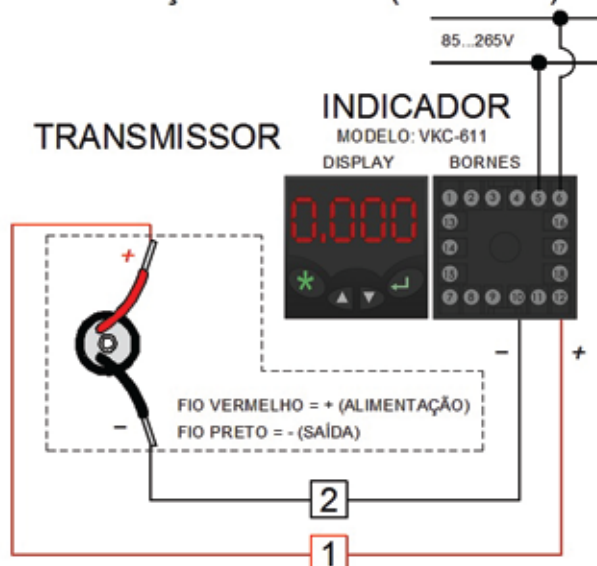 85...265V
INDICADOR
TRANSMISSOR
MODELO: VKC-611
DISPLAY BORNES
0.000
1 2 3 4 5 6
13 16
14 17
15 18
7 8 9 10 11 12
+
- +
FIO VERMELHO = + (ALIMENTAÇÃO)
FIO PRETO = - (SAÍDA)
-
2
1